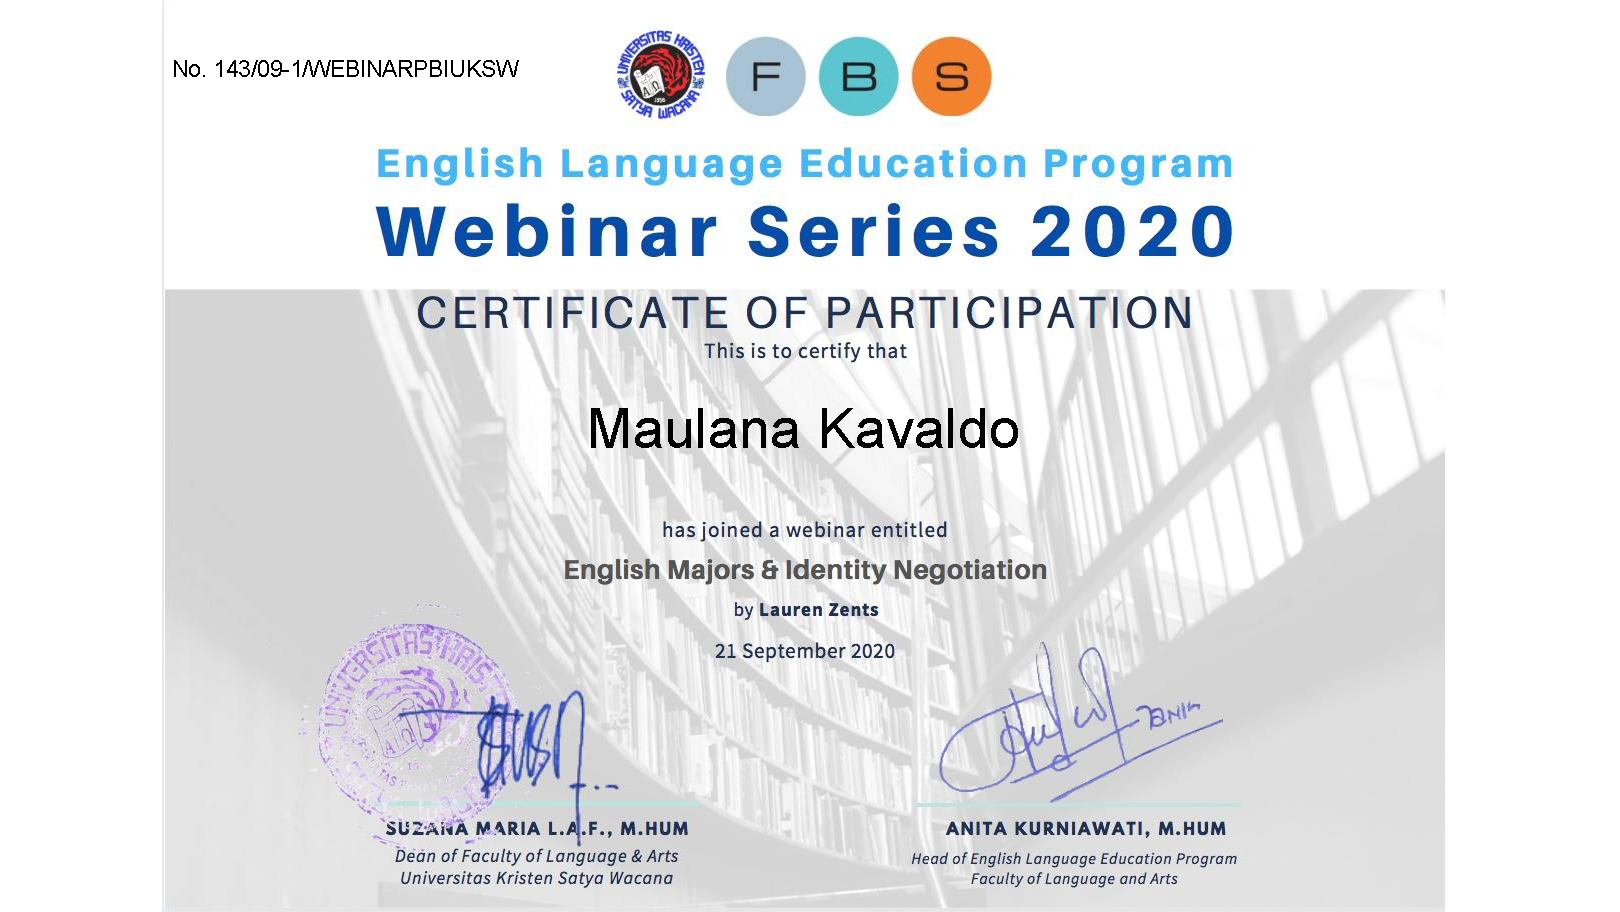 No. 143/09-1/WEBINARPBIUKSW
UNIVERSITAS KRISTEN
SATYA WACANA
1956
F B S
English Language Education Program
Webinar Series 2020
CERTIFICATE OF PARTICIPATION
This is to certify that
Maulana Kavaldo
has joined a webinar entitled
English Majors & Identity Negotiation
by Lauren Zents
21 September 2020
UNIVERSITAS KRIS
SUZANA MARIA L.A.F., M.HUM
Dean of Faculty of Language & Arts
Universitas Kristen Satya Wacana
ANITA KURNIAWATI, M.HUM
Head of English Language Education Program
Faculty of Language and Arts